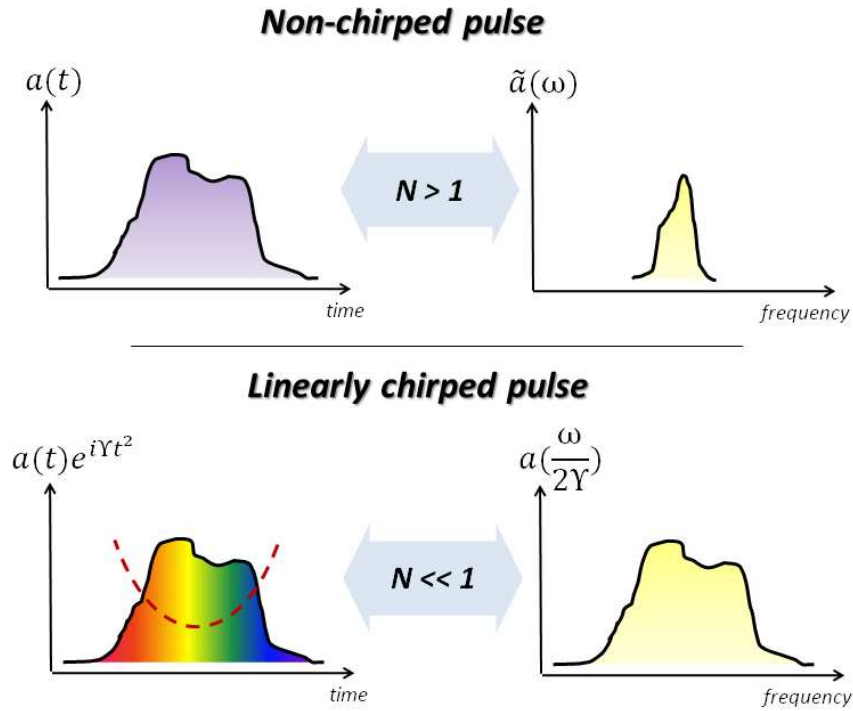 Non-chirped pulse
a(t)
ã(ω)
N > 1
time
frequency
Linearly chirped pulse
a(t)e^{iϒt²}
a(ω/2ϒ)
N << 1
time
frequency